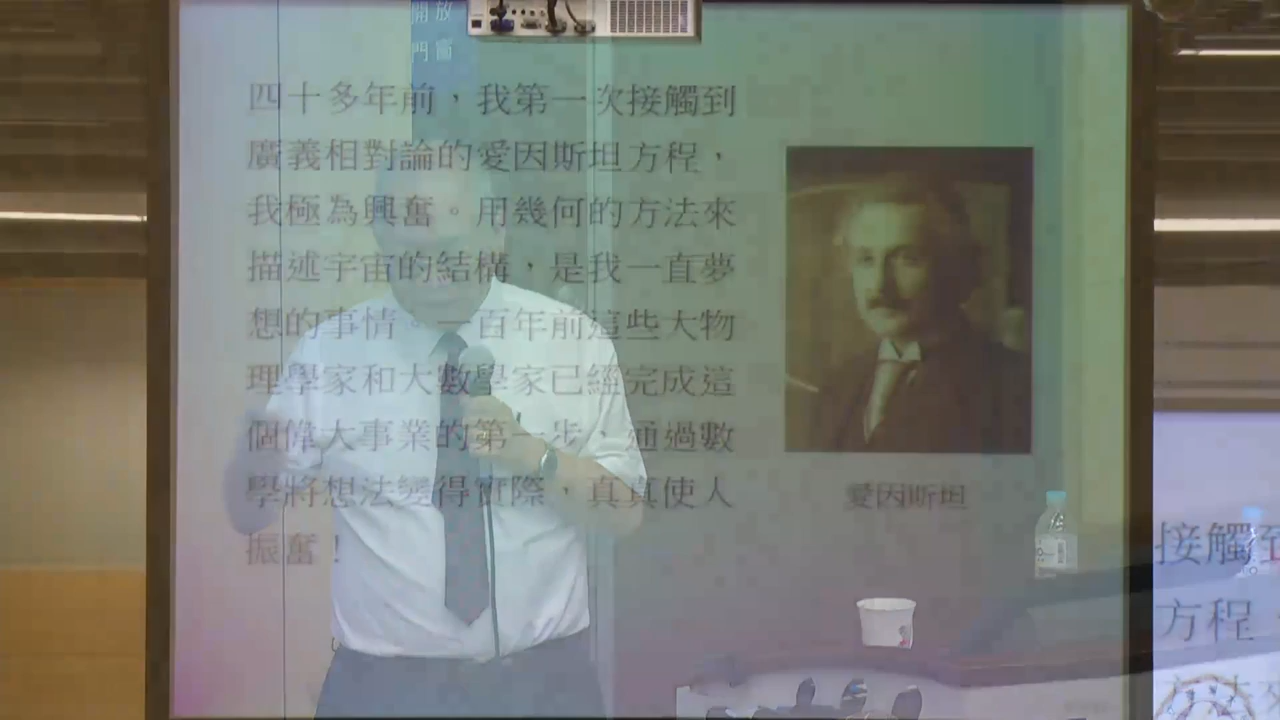 開放
門窗
四十多年前，我第一次接觸到
廣義相對論的愛因斯坦方程，
我極為興奮。用幾何的方法來
描述宇宙的結構，是我一直夢
想的事情。一百年前這些大物
理學家和大數學家已經完成這
個偉大事業的第一步，通過數
學將想法變得實際，真真使人
振奮！
愛因斯坦
接觸到
方程，